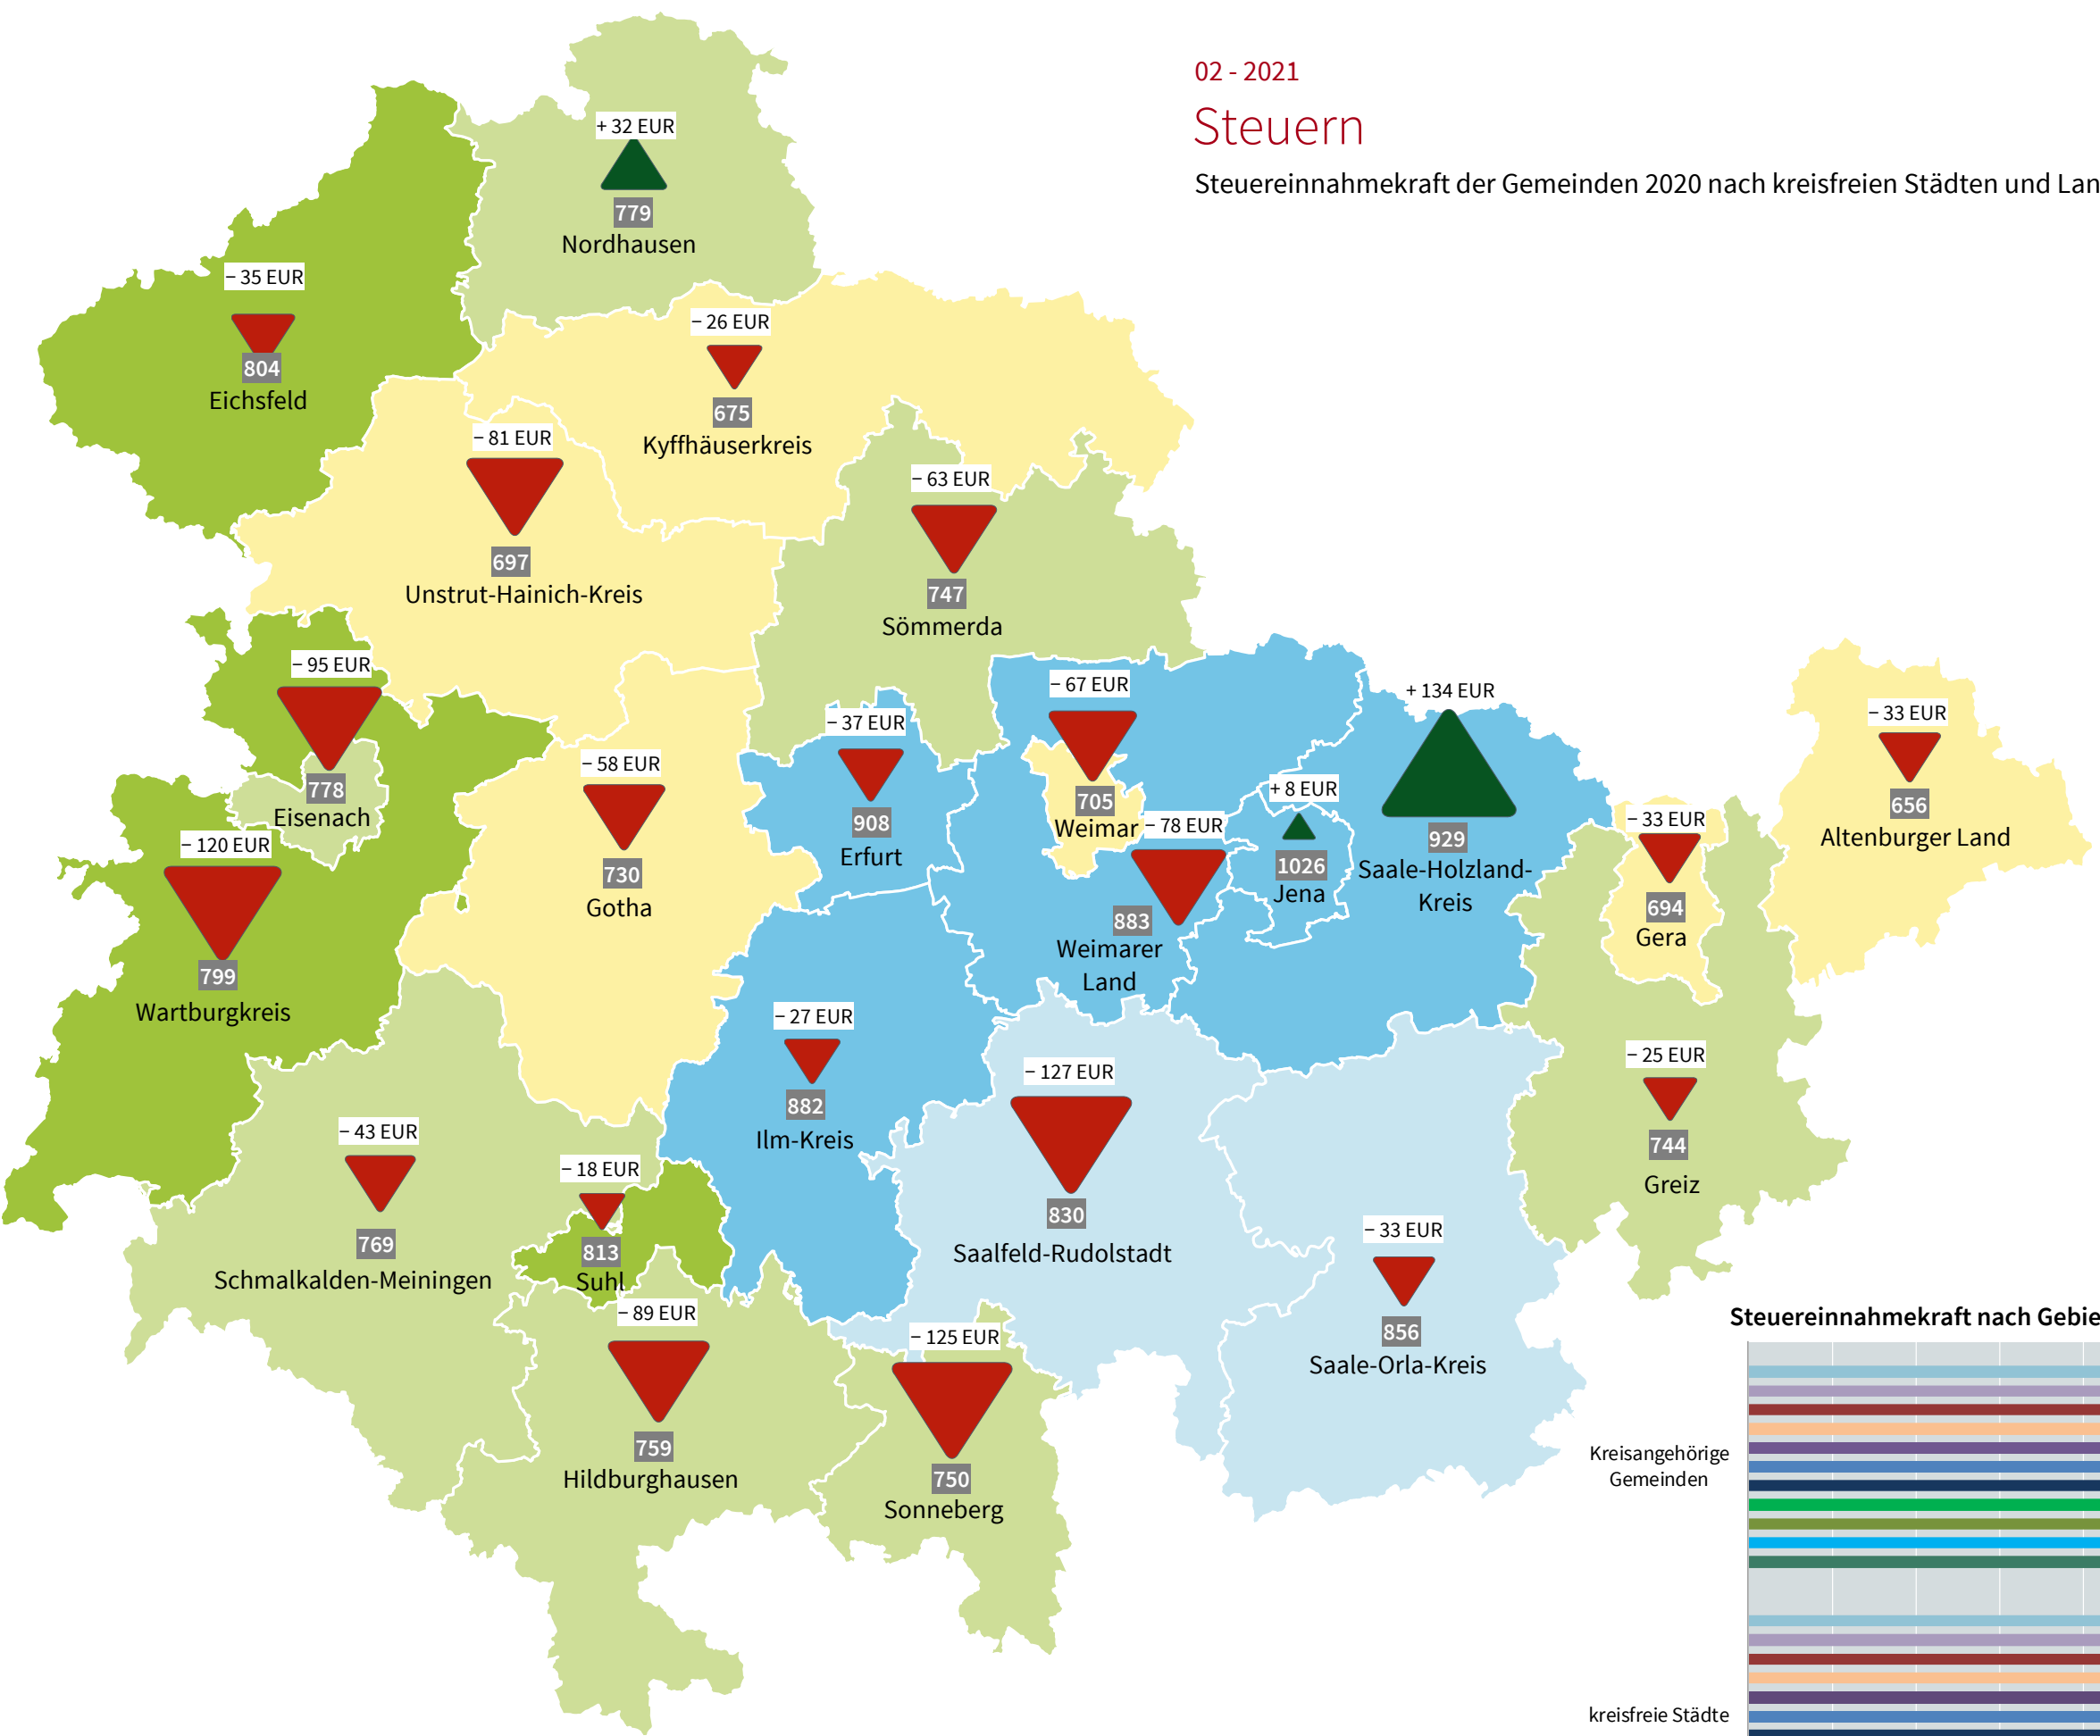 02 - 2021
Steuern
Steuereinnahmekraft der Gemeinden 2020 nach kreisfreien Städten und Lan
+ 32 EUR
779
Nordhausen
− 35 EUR
804
Eichsfeld
− 26 EUR
675
Kyffhäuserkreis
− 81 EUR
697
Unstrut-Hainich-Kreis
− 63 EUR
747
Sömmerda
− 95 EUR
778
Eisenach
− 120 EUR
799
Wartburgkreis
− 58 EUR
730
Gotha
− 37 EUR
908
Erfurt
− 67 EUR
705
Weimar
− 78 EUR
883
Weimarer
Land
+ 8 EUR
1026
Jena
+ 134 EUR
929
Saale-Holzland-
Kreis
− 33 EUR
694
Gera
− 33 EUR
656
Altenburger Land
− 27 EUR
882
Ilm-Kreis
− 127 EUR
830
Saalfeld-Rudolstadt
− 25 EUR
744
Greiz
− 43 EUR
769
Schmalkalden-Meiningen
− 18 EUR
813
Suhl
− 33 EUR
856
Saale-Orla-Kreis
− 89 EUR
759
Hildburghausen
− 125 EUR
750
Sonneberg
Steuereinnahmekraft nach Gebie
Kreisangehörige
Gemeinden
kreisfreie Städte